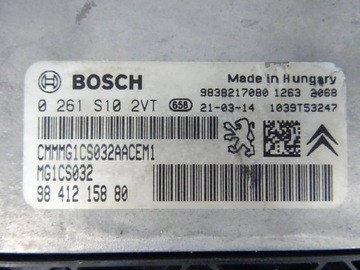 BOSCH
Made in Hungary
9838217080 1263 2068
0 261 S10 2VT 658 21-03-14 1039T53247
CMMMG1CS032AACEM1
MG1CS032
98 412 158 80